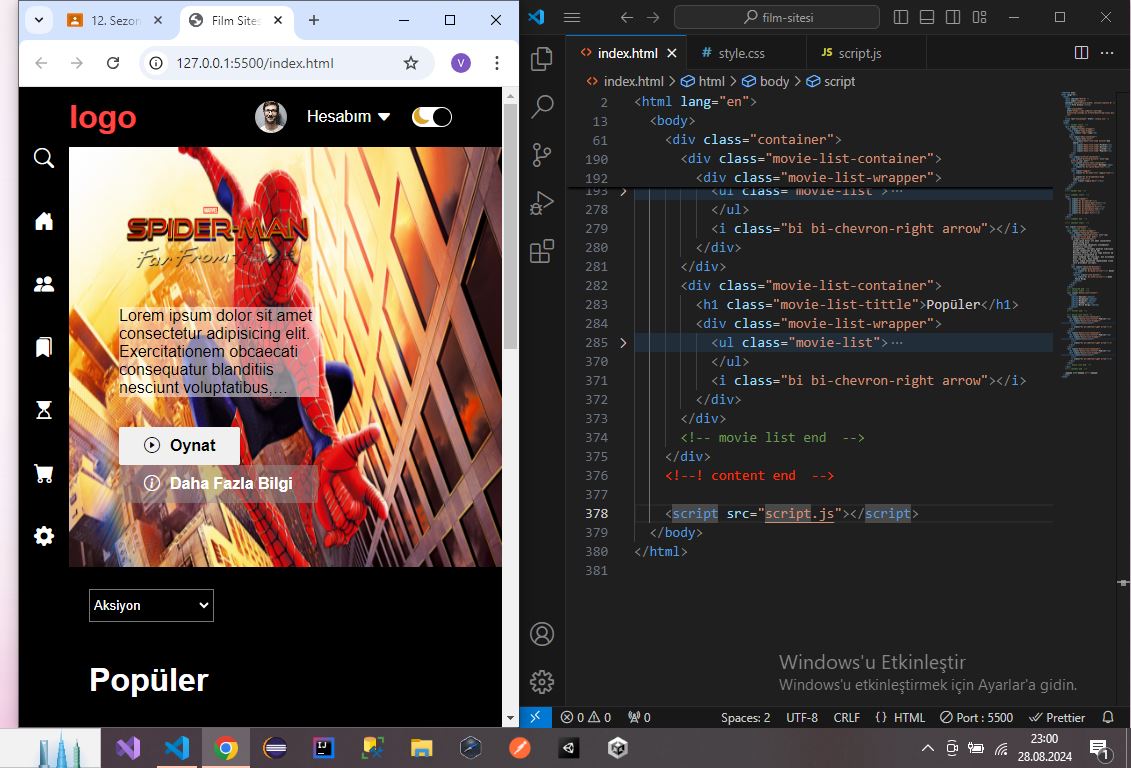 12. Sezon
Film Sites
127.0.0.1:5500/index.html
V
logo
Hesabım
MARVEL
SPIDER-MAN
Far From Home
Lorem ipsum dolor sit amet
consectetur adipisicing elit.
Exercitationem obcaecati
consequatur blanditiis
nesciunt voluptatibus,…
Oynat
Daha Fazla Bilgi
Aksiyon
Popüler
film-sitesi
index.html
# style.css
JS script.js
index.html > html > body > script
2 <html lang="en">
13 <body>
61 <div class="container">
190 <div class="movie-list-container">
192 <div class="movie-list-wrapper">
193 <ul class="movie-list">…
278 </ul>
279 <i class="bi bi-chevron-right arrow"></i>
280 </div>
281 </div>
282 <div class="movie-list-container">
283 <h1 class="movie-list-tittle">Popüler</h1>
284 <div class="movie-list-wrapper">
285 <ul class="movie-list">…
370 </ul>
371 <i class="bi bi-chevron-right arrow"></i>
372 </div>
373 </div>
374 <!-- movie list end  -->
375 </div>
376 <!--! content end  -->
377
378 <script src="script.js"></script>
379 </body>
380 </html>
381
Windows'u Etkinleştir
Windows'u etkinleştirmek için Ayarlar'a gidin.
0 0 0 Spaces: 2 UTF-8 CRLF {} HTML Port : 5500 Prettier
IJ
23:00
28.08.2024
1